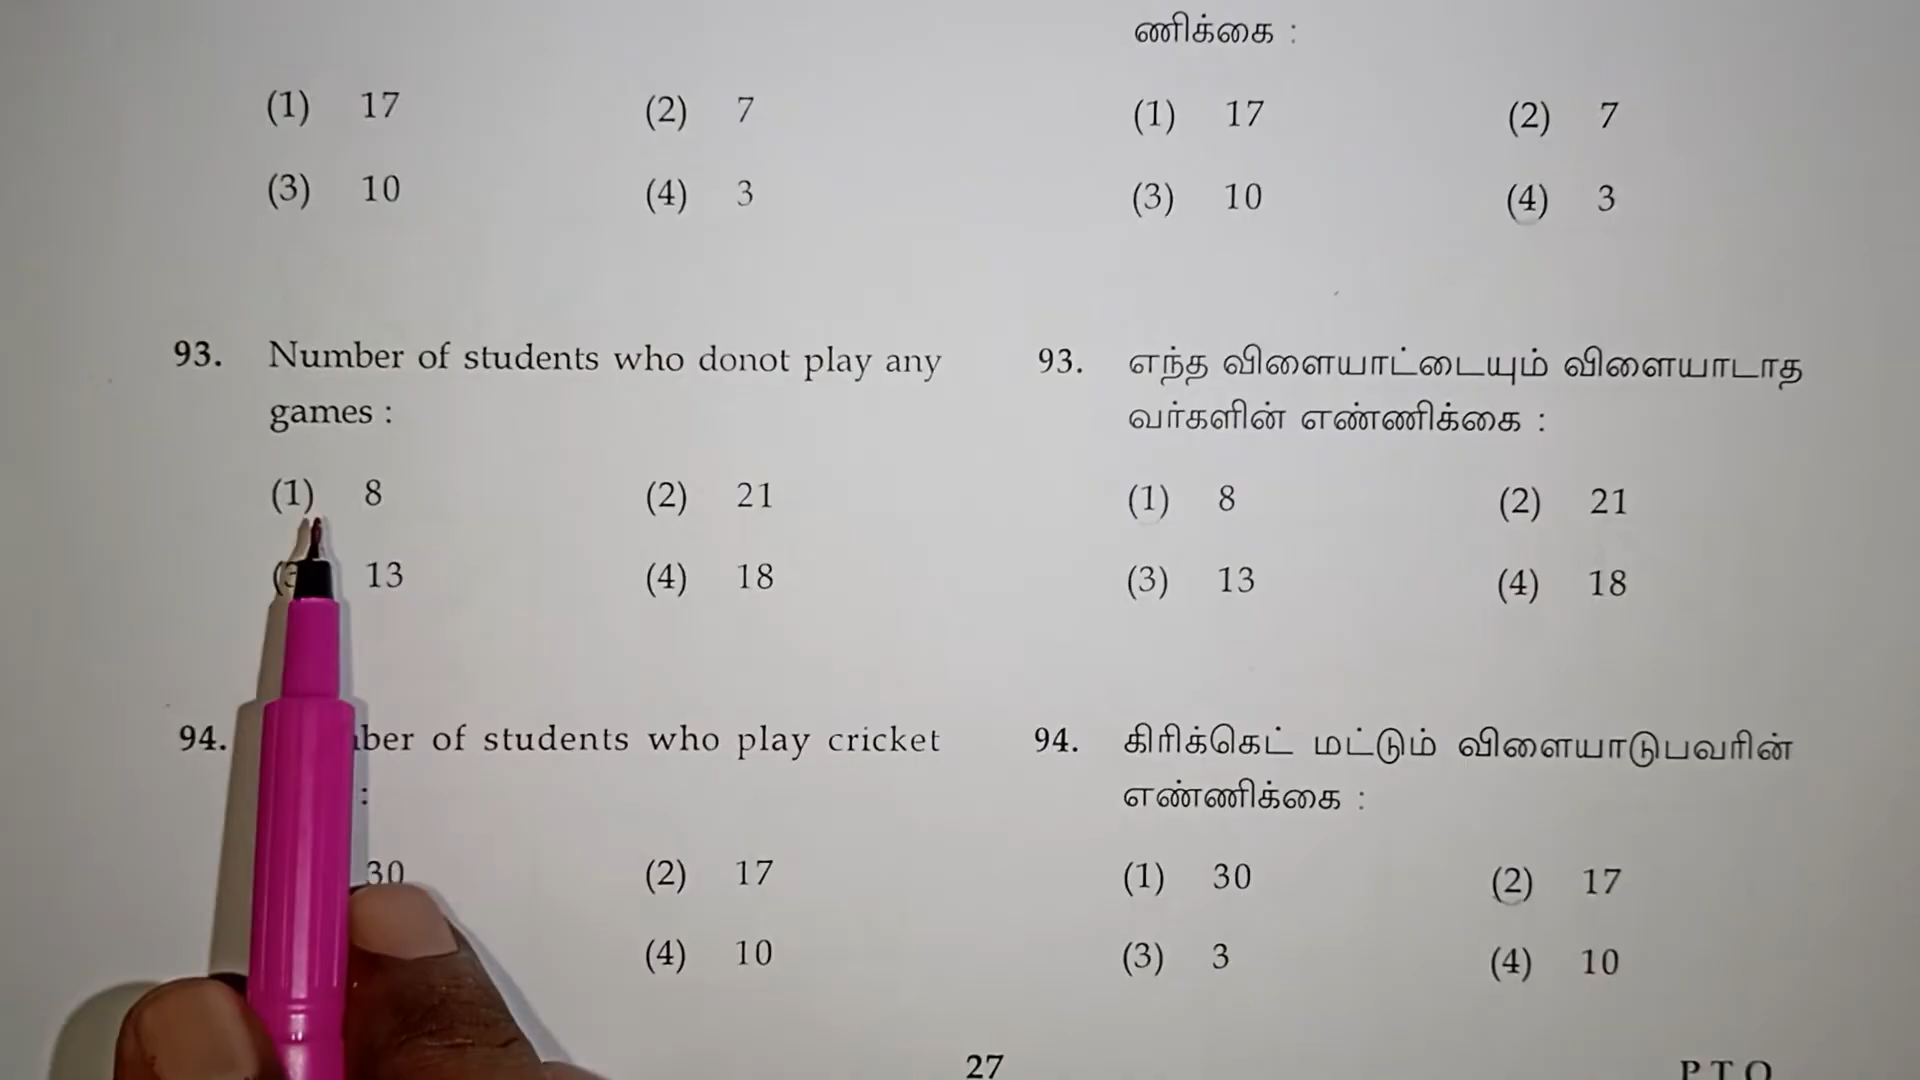 ணிக்கை :
(1) 17 (2) 7
(3) 10 (4) 3
(1) 17 (2) 7
(3) 10 (4) 3
93. Number of students who donot play any
games :
(1) 8 (2) 21
13 (4) 18
93. எந்த விளையாட்டையும் விளையாடாத
வர்களின் எண்ணிக்கை :
(1) 8 (2) 21
(3) 13 (4) 18
94. of students who play cricket
:
30 (2) 17
(4) 10
94. கிரிக்கெட் மட்டும் விளையாடுபவரின்
எண்ணிக்கை :
(1) 30 (2) 17
(3) 3 (4) 10
27
P T O